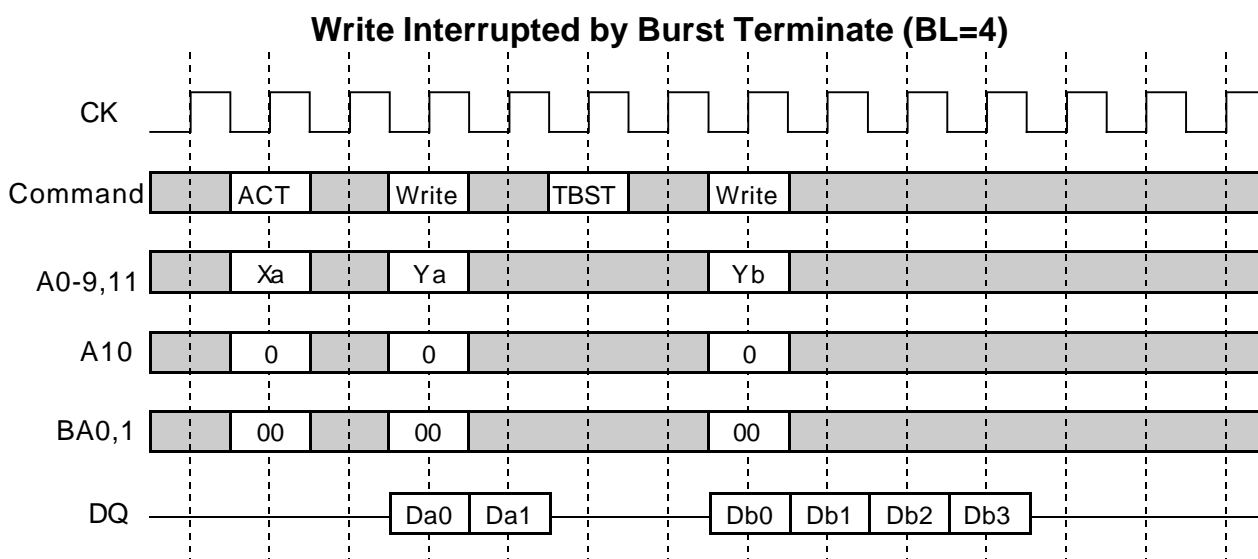 Write Interrupted by Burst Terminate (BL=4)
CK
Command ACT Write TBST Write
A0-9,11 Xa Ya Yb
A10 0 0 0
BA0,1 00 00 00
DQ Da0 Da1 Db0 Db1 Db2 Db3